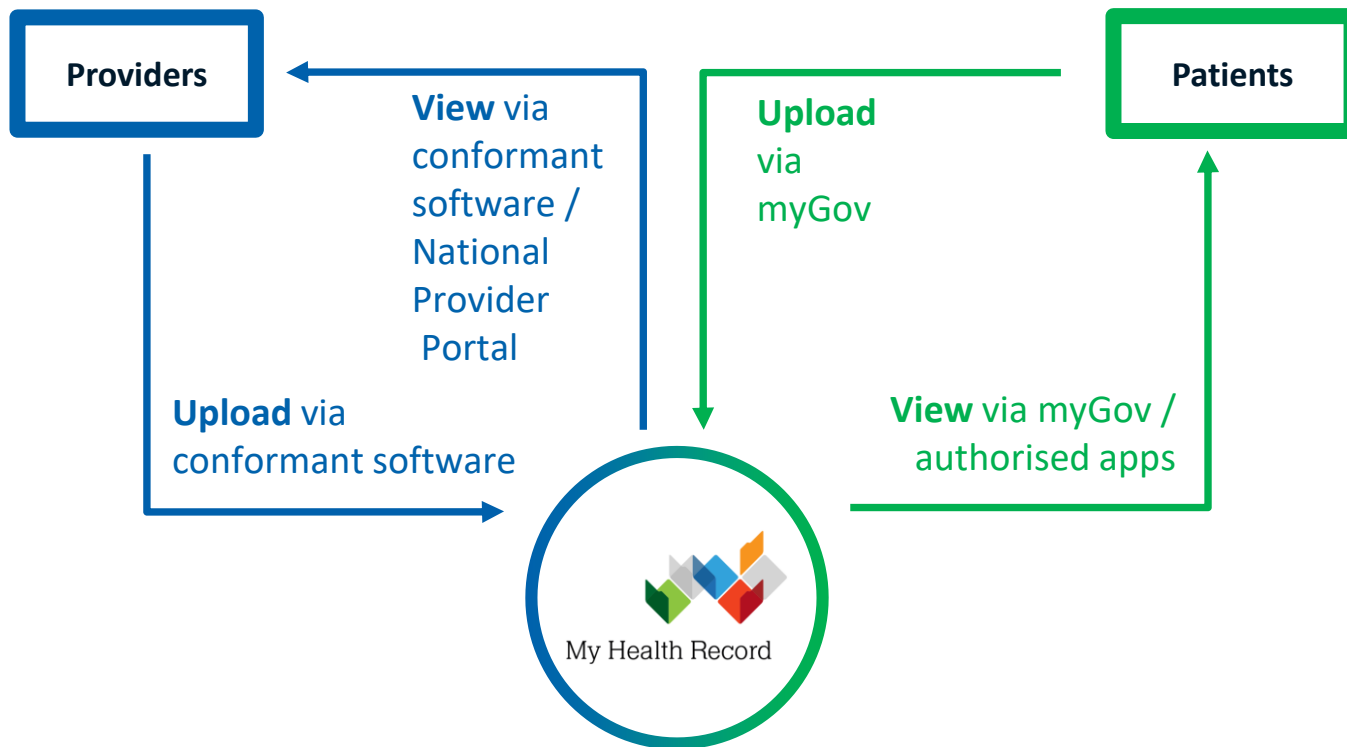 Providers
Patients
View via
conformant
software /
National
Provider
Portal
Upload
via
myGov
Upload via
conformant software
View via myGov /
authorised apps
My Health Record